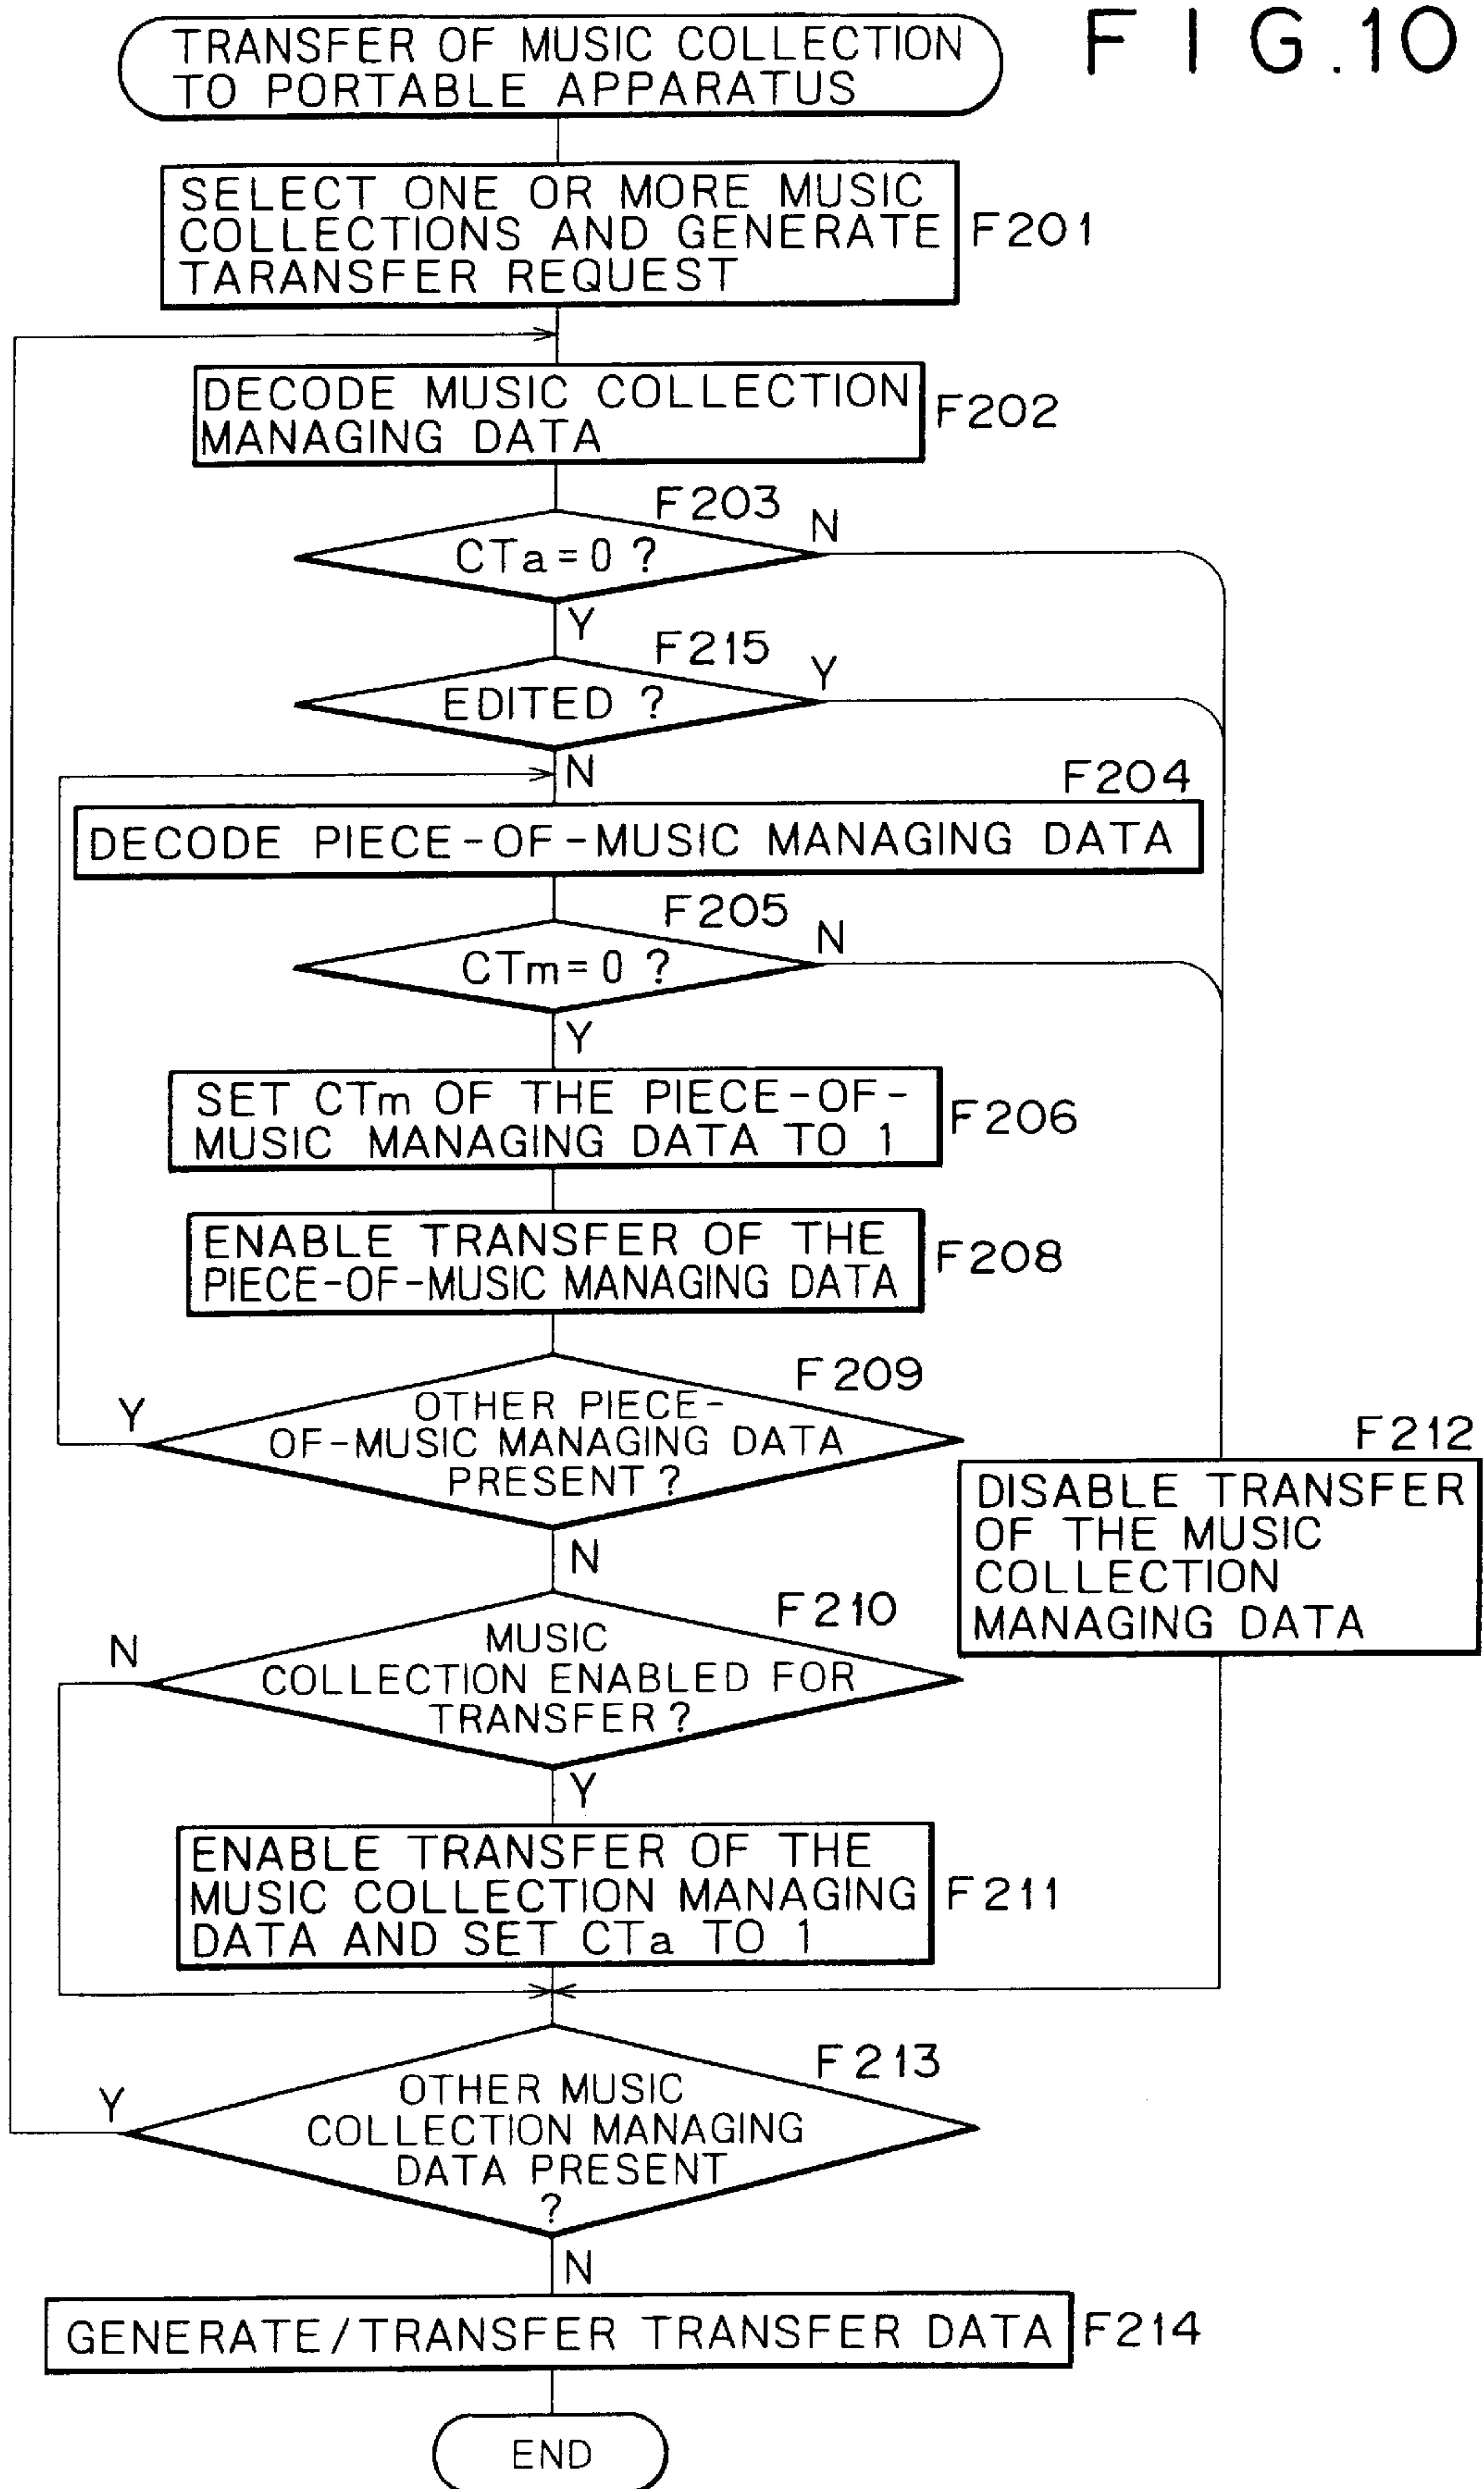 FIG.10
TRANSFER OF MUSIC COLLECTION
TO PORTABLE APPARATUS
SELECT ONE OR MORE MUSIC
COLLECTIONS AND GENERATE
TARANSFER REQUEST
F201
DECODE MUSIC COLLECTION
MANAGING DATA
F202
F203
CTa=0 ?
N
Y
F215
EDITED ?
Y
N
F204
DECODE PIECE-OF-MUSIC MANAGING DATA
F205
CTm=0 ?
N
Y
SET CTm OF THE PIECE-OF-
MUSIC MANAGING DATA TO 1
F206
ENABLE TRANSFER OF THE
PIECE-OF-MUSIC MANAGING DATA
F208
F209
OTHER PIECE-
OF-MUSIC MANAGING DATA
PRESENT ?
Y
N
F212
DISABLE TRANSFER
OF THE MUSIC
COLLECTION
MANAGING DATA
F210
MUSIC
COLLECTION ENABLED FOR
TRANSFER ?
N
Y
ENABLE TRANSFER OF THE
MUSIC COLLECTION MANAGING
DATA AND SET CTa TO 1
F211
F213
OTHER MUSIC
COLLECTION MANAGING
DATA PRESENT
?
Y
N
GENERATE/TRANSFER TRANSFER DATA
F214
END